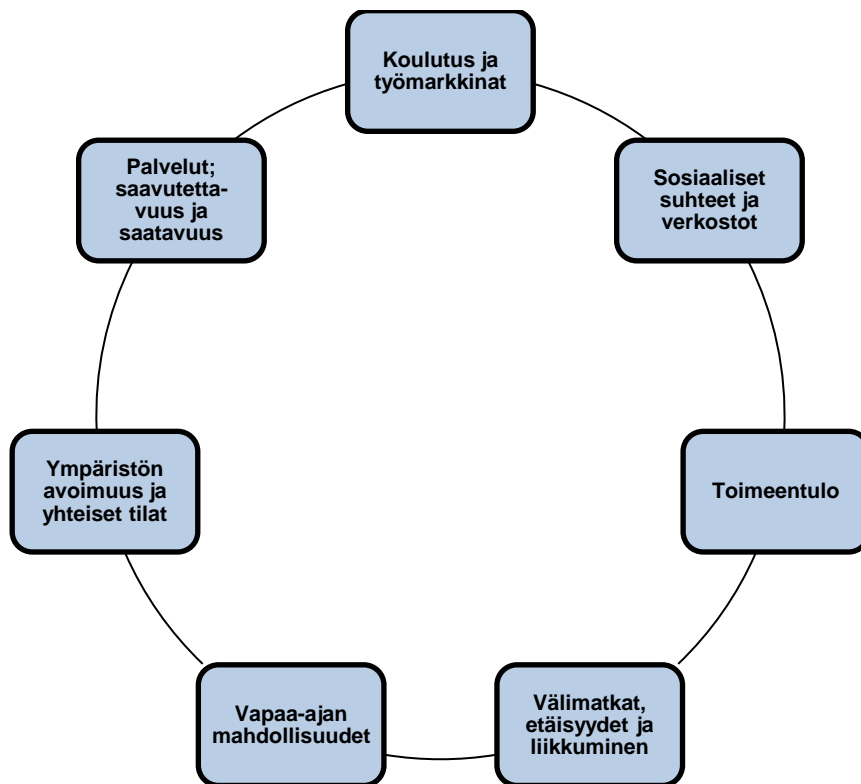 Koulutus ja
työmarkkinat
Sosiaaliset
suhteet ja
verkostot
Toimeentulo
Välimatkat,
etäisyydet ja
liikkuminen
Vapaa-ajan
mahdollisuudet
Ympäristön
avoimuus ja
yhteiset tilat
Palvelut;
saavutetta-
vuus ja
saatavuus